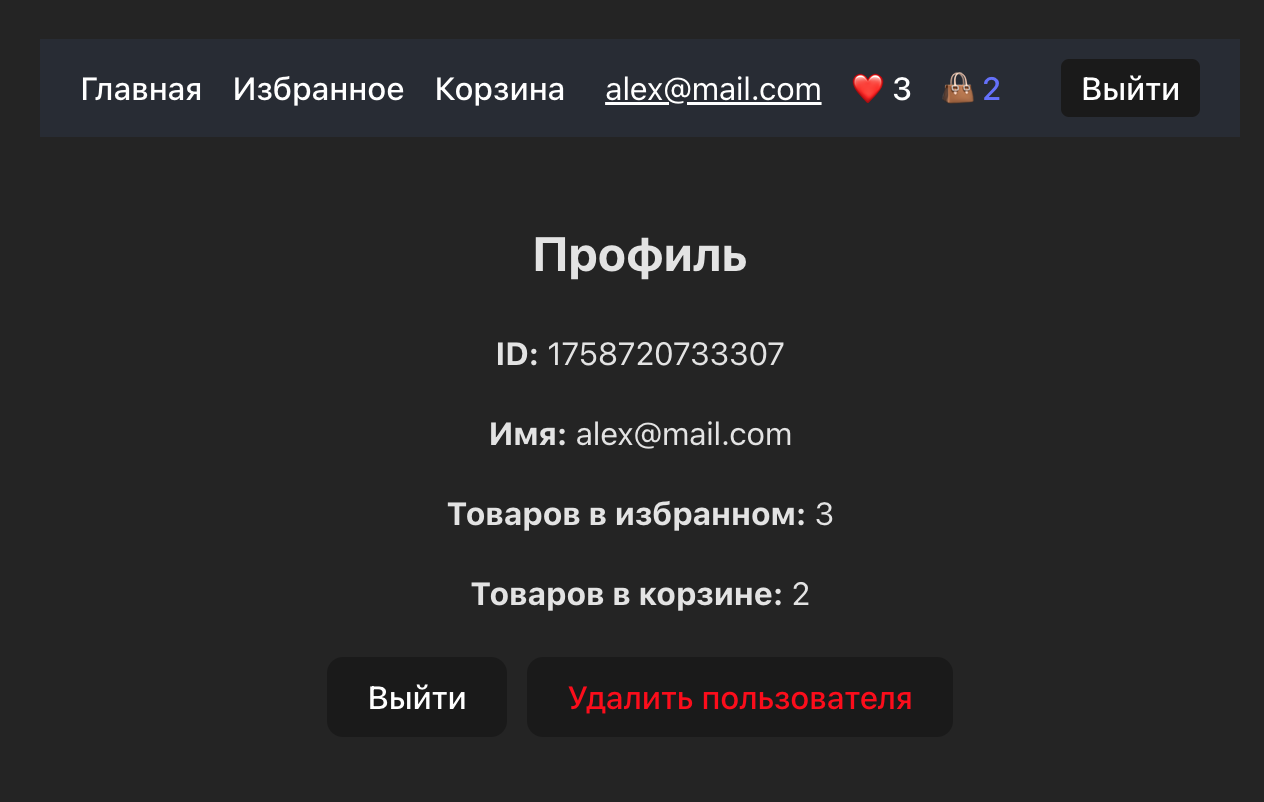 Главная Избранное Корзина alex@mail.com ❤️ 3 👜 2 Выйти
Профиль
ID: 1758720733307
Имя: alex@mail.com
Товаров в избранном: 3
Товаров в корзине: 2
Выйти Удалить пользователя